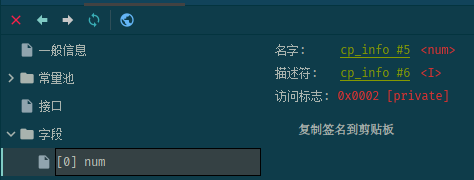 一般信息
常量池
接口
字段
[0] num
名字: cp_info #5 <num>
描述符: cp_info #6 <I>
访问标志: 0x0002 [private]
复制签名到剪贴板